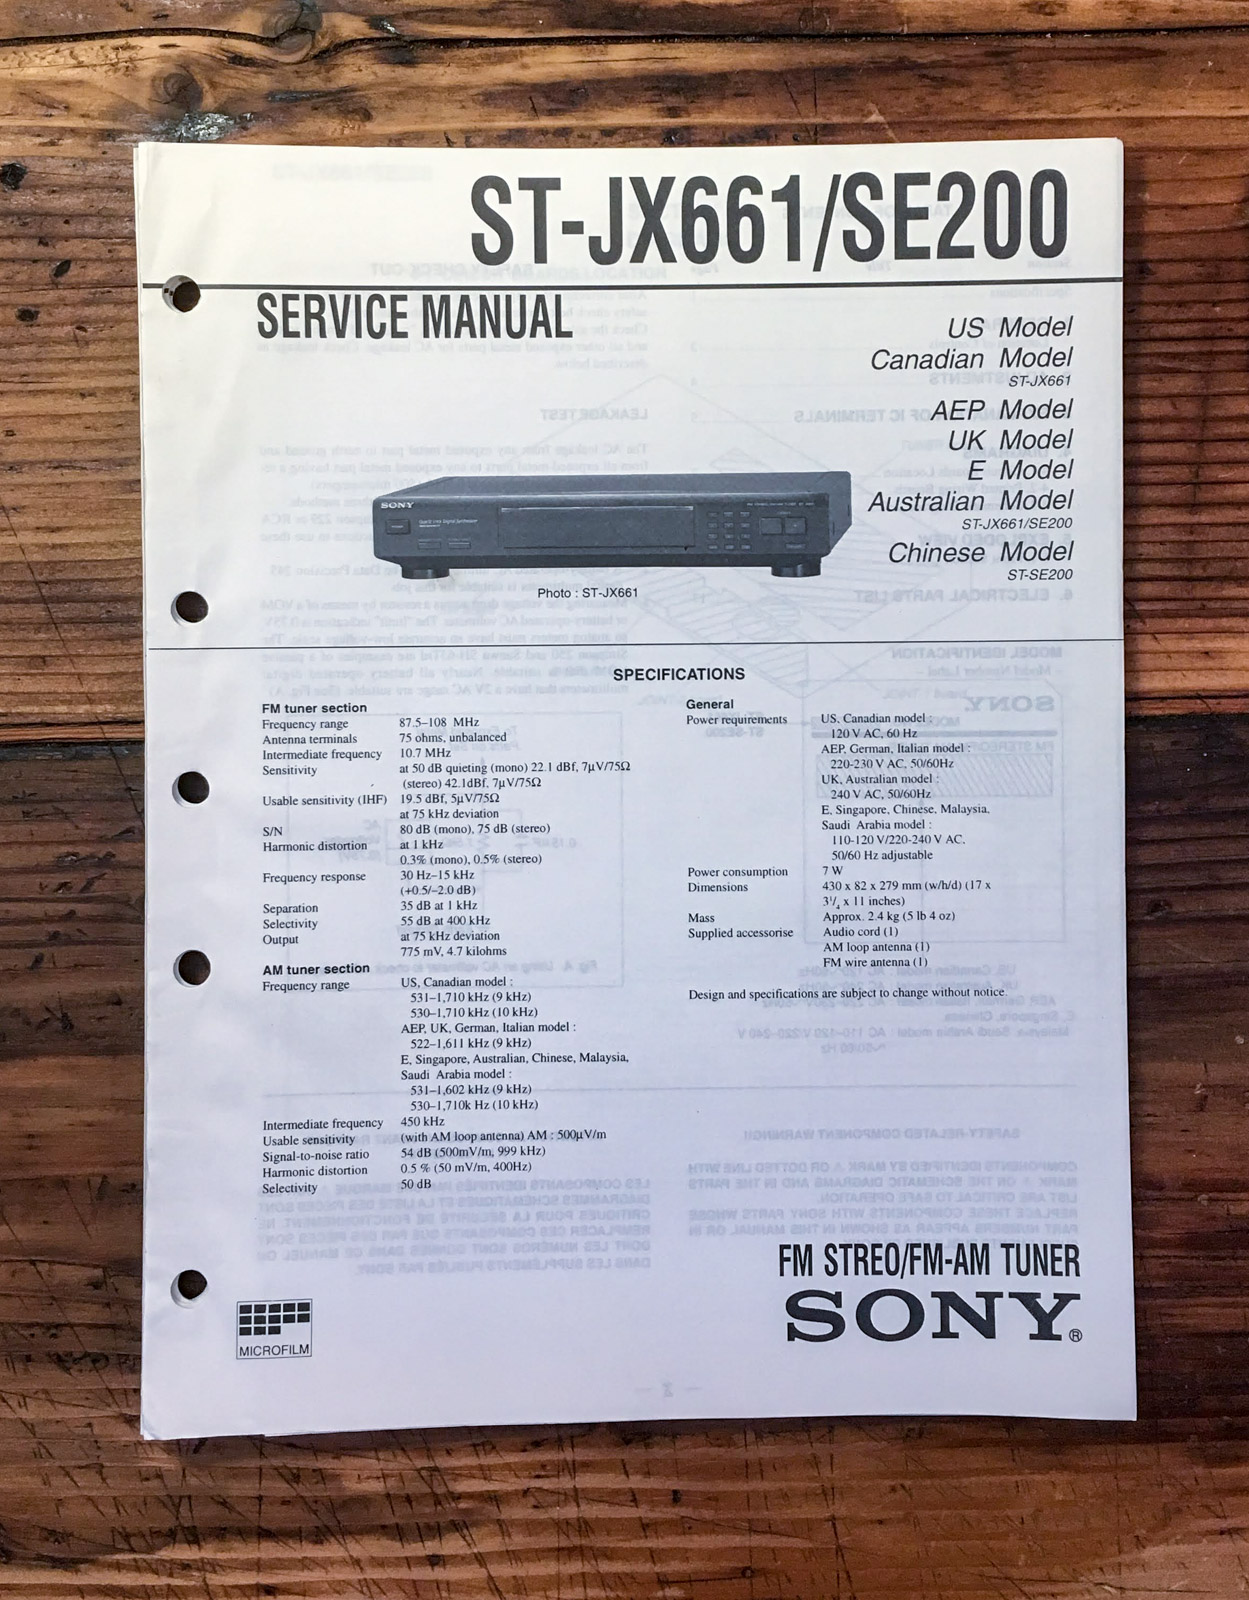 ST-JX661/SE200
SERVICE MANUAL
US Model
Canadian Model
ST-JX661
AEP Model
UK Model
E Model
Australian Model
ST-JX661/SE200
Chinese Model
ST-SE200
SONY
Photo : ST-JX661
SPECIFICATIONS
FM tuner section
Frequency range 87.5–108 MHz
Antenna terminals 75 ohms, unbalanced
Intermediate frequency 10.7 MHz
Sensitivity at 50 dB quieting (mono) 22.1 dBf, 7µV/75Ω
(stereo) 42.1dBf, 7µV/75Ω
Usable sensitivity (IHF) 19.5 dBf, 5µV/75Ω
at 75 kHz deviation
S/N 80 dB (mono), 75 dB (stereo)
Harmonic distortion at 1 kHz
0.3% (mono), 0.5% (stereo)
Frequency response 30 Hz–15 kHz
(+0.5/–2.0 dB)
Separation 35 dB at 1 kHz
Selectivity 55 dB at 400 kHz
Output at 75 kHz deviation
775 mV, 4.7 kilohms
AM tuner section
Frequency range US, Canadian model :
531–1,710 kHz (9 kHz)
530–1,710 kHz (10 kHz)
AEP, UK, German, Italian model :
522–1,611 kHz (9 kHz)
E, Singapore, Australian, Chinese, Malaysia,
Saudi Arabia model :
531–1,602 kHz (9 kHz)
530–1,710k Hz (10 kHz)
Intermediate frequency 450 kHz
Usable sensitivity (with AM loop antenna) AM : 500µV/m
Signal-to-noise ratio 54 dB (500mV/m, 999 kHz)
Harmonic distortion 0.5 % (50 mV/m, 400Hz)
Selectivity 50 dB
General
Power requirements US, Canadian model :
120 V AC, 60 Hz
AEP, German, Italian model :
220-230 V AC, 50/60Hz
UK, Australian model :
240 V AC, 50/60Hz
E, Singapore, Chinese, Malaysia,
Saudi Arabia model :
110-120 V/220-240 V AC,
50/60 Hz adjustable
Power consumption 7 W
Dimensions 430 x 82 x 279 mm (w/h/d) (17 x
3 1/4 x 11 inches)
Mass Approx. 2.4 kg (5 lb 4 oz)
Supplied accessorise Audio cord (1)
AM loop antenna (1)
FM wire antenna (1)
Design and specifications are subject to change without notice.
MICROFILM
FM STREO/FM-AM TUNER
SONY®